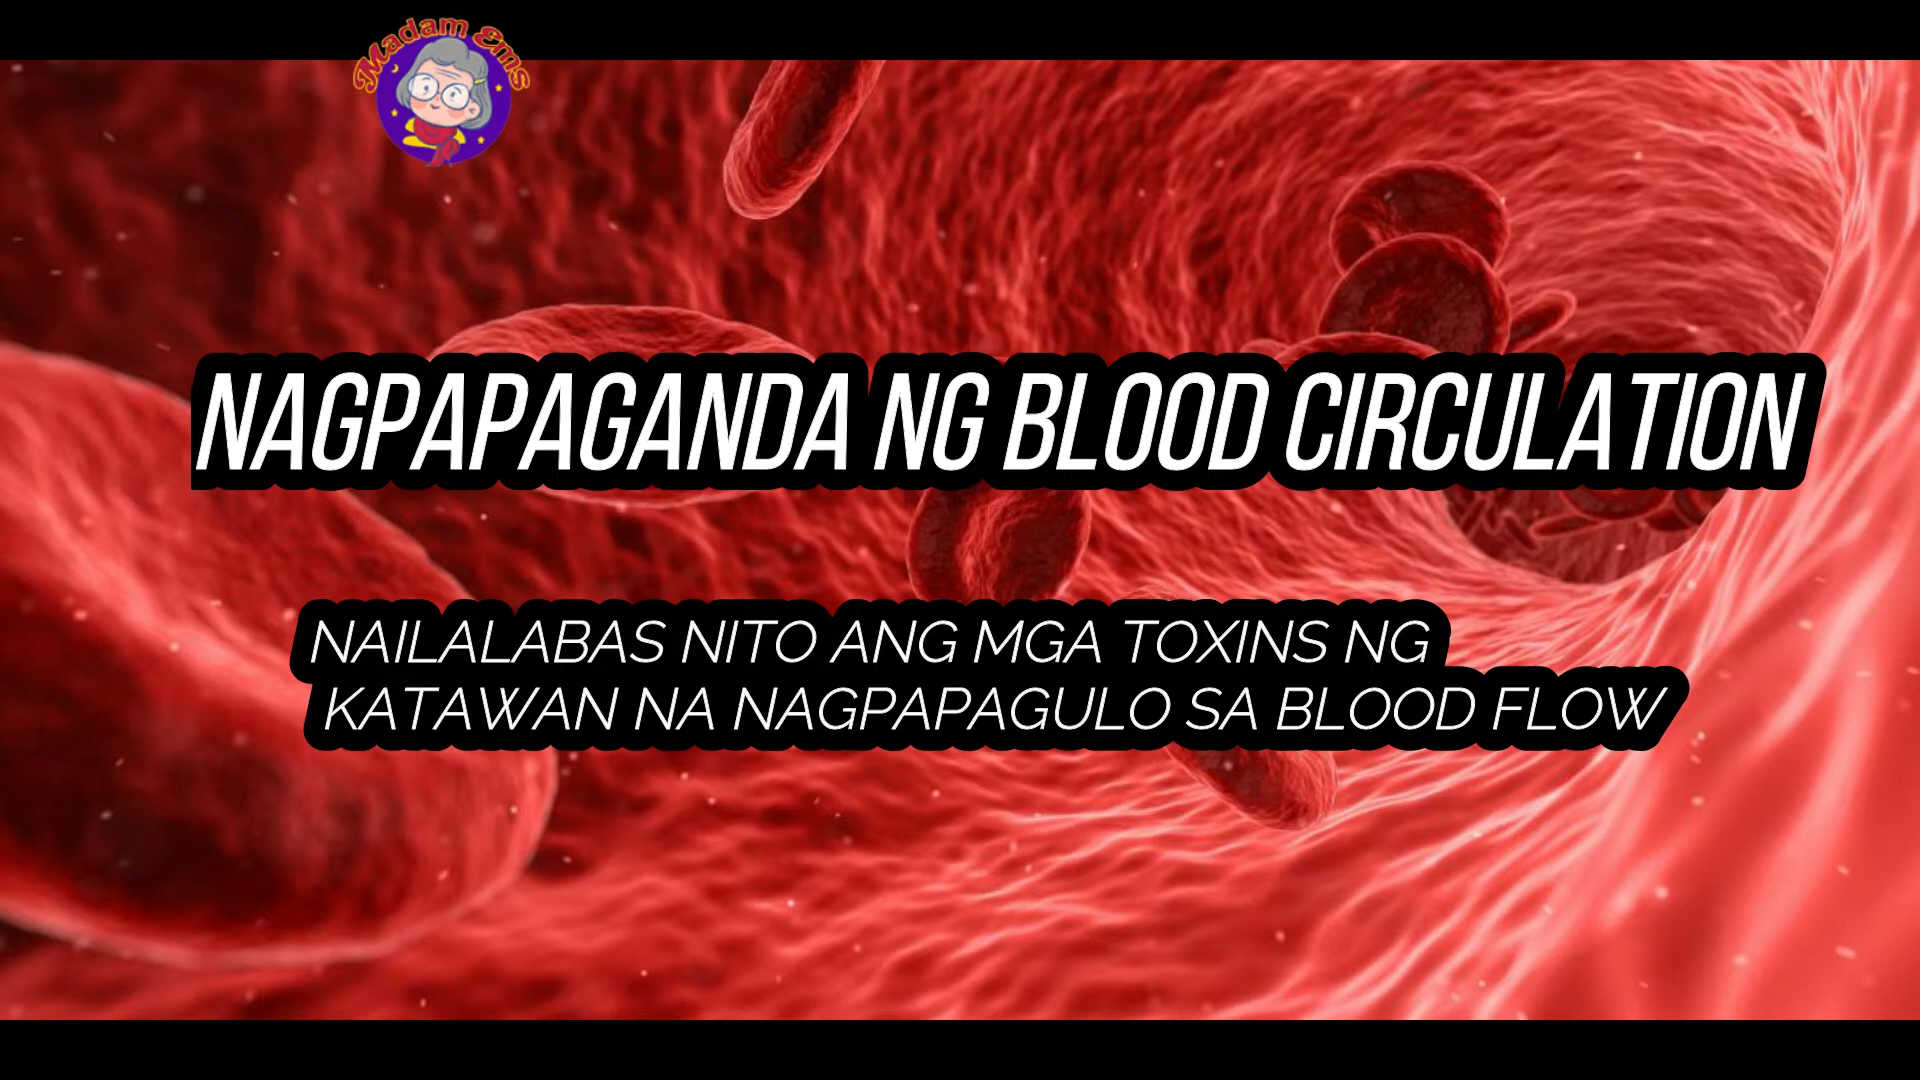 Madam Ems
NAGPAPAGANDA NG BLOOD CIRCULATION
NAILALABAS NITO ANG MGA TOXINS NG
KATAWAN NA NAGPAPAGULO SA BLOOD FLOW